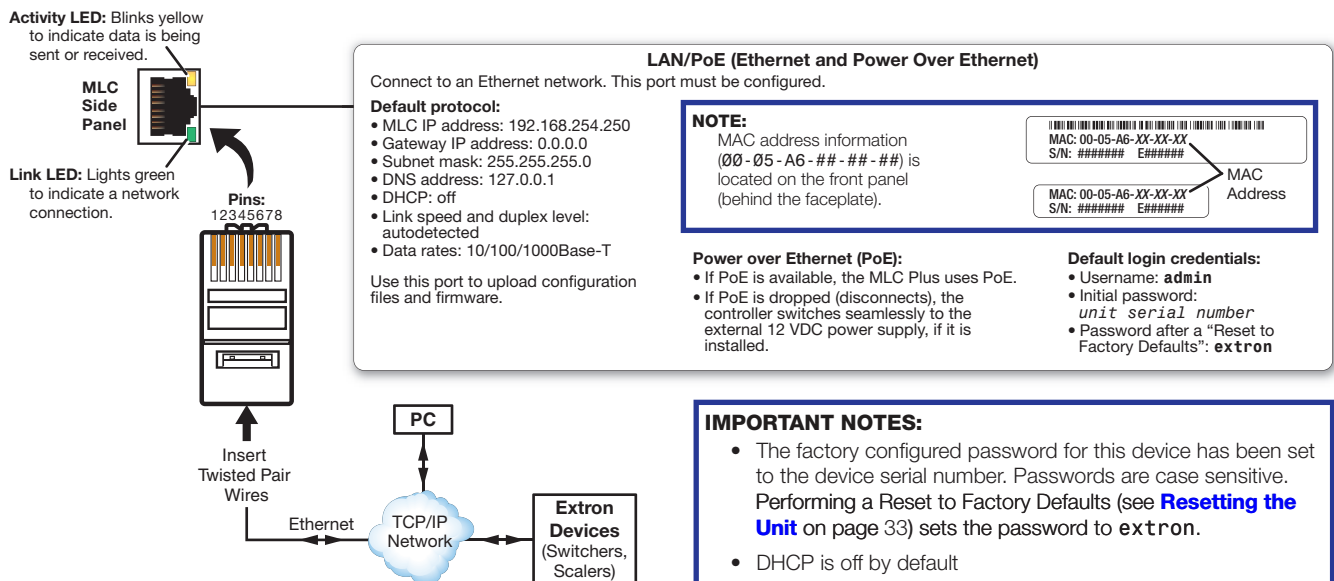 Activity LED: Blinks yellow
to indicate data is being
sent or received.
MLC
Side
Panel
Link LED: Lights green
to indicate a network
connection.
Pins:
12345678
Insert
Twisted Pair
Wires
Ethernet
TCP/IP
Network
PC
Extron
Devices
(Switchers,
Scalers)
LAN/PoE (Ethernet and Power Over Ethernet)
Connect to an Ethernet network. This port must be configured.
Default protocol:
• MLC IP address: 192.168.254.250
• Gateway IP address: 0.0.0.0
• Subnet mask: 255.255.255.0
• DNS address: 127.0.0.1
• DHCP: off
• Link speed and duplex level:
autodetected
• Data rates: 10/100/1000Base-T
Use this port to upload configuration
files and firmware.
NOTE:
MAC address information
(00-05-A6-##-##-##) is
located on the front panel
(behind the faceplate).
MAC: 00-05-A6-XX-XX-XX
S/N: ####### E######
MAC: 00-05-A6-XX-XX-XX
S/N: ####### E######
MAC
Address
Power over Ethernet (PoE):
• If PoE is available, the MLC Plus uses PoE.
• If PoE is dropped (disconnects), the
controller switches seamlessly to the
external 12 VDC power supply, if it is
installed.
Default login credentials:
• Username: admin
• Initial password:
unit serial number
• Password after a “Reset to
Factory Defaults”: extron
IMPORTANT NOTES:
• The factory configured password for this device has been set
to the device serial number. Passwords are case sensitive.
Performing a Reset to Factory Defaults (see Resetting the
Unit on page 33) sets the password to extron.
• DHCP is off by default